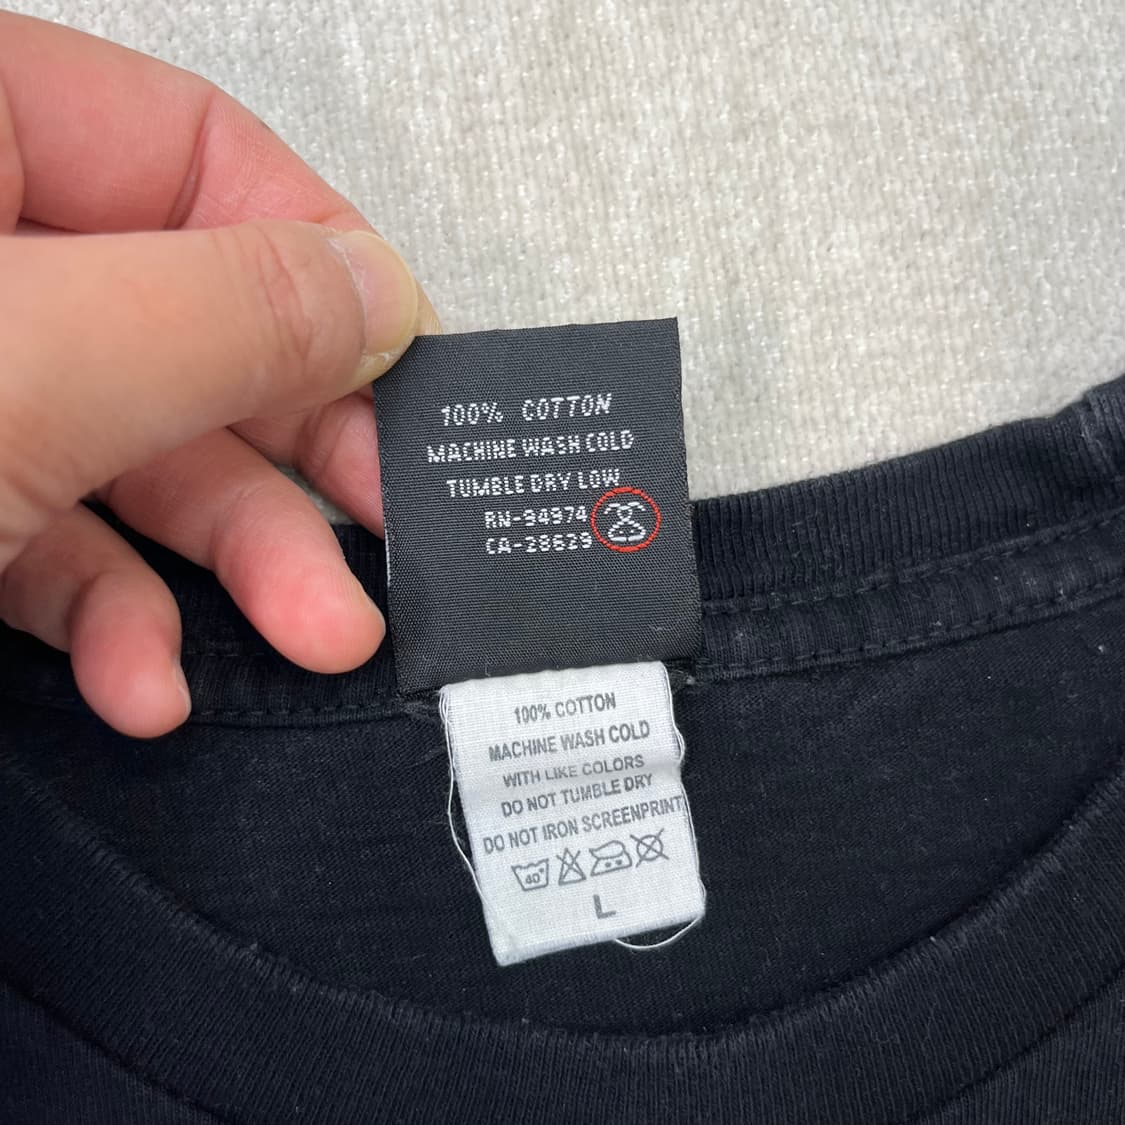 100% COTTON
MACHINE WASH COLD
TUMBLE DRY LOW
RN-94974
CA-28629
100% COTTON
MACHINE WASH COLD
WITH LIKE COLORS
DO NOT TUMBLE DRY
DO NOT IRON SCREENPRINT
40°
L